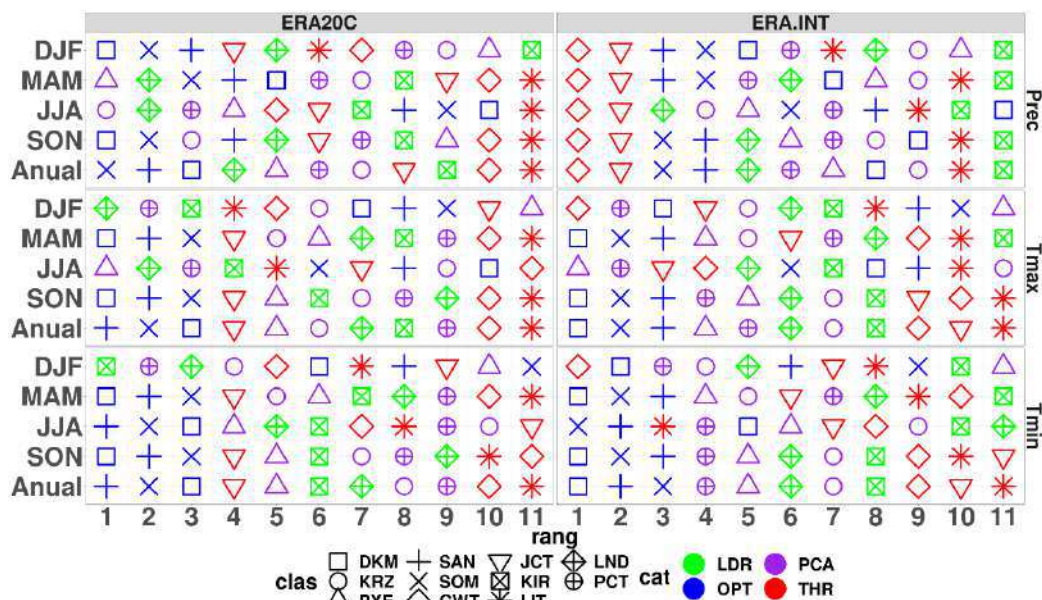 ERA20C ERA.INT
DJF
MAM
JJA
SON
Anual
Prec
DJF
MAM
JJA
SON
Anual
Tmax
DJF
MAM
JJA
SON
Anual
Tmin
1 2 3 4 5 6 7 8 9 10 11 1 2 3 4 5 6 7 8 9 10 11
rang
clas DKM SAN JCT LND cat LDR PCA
KRZ SOM KIR PCT OPT THR